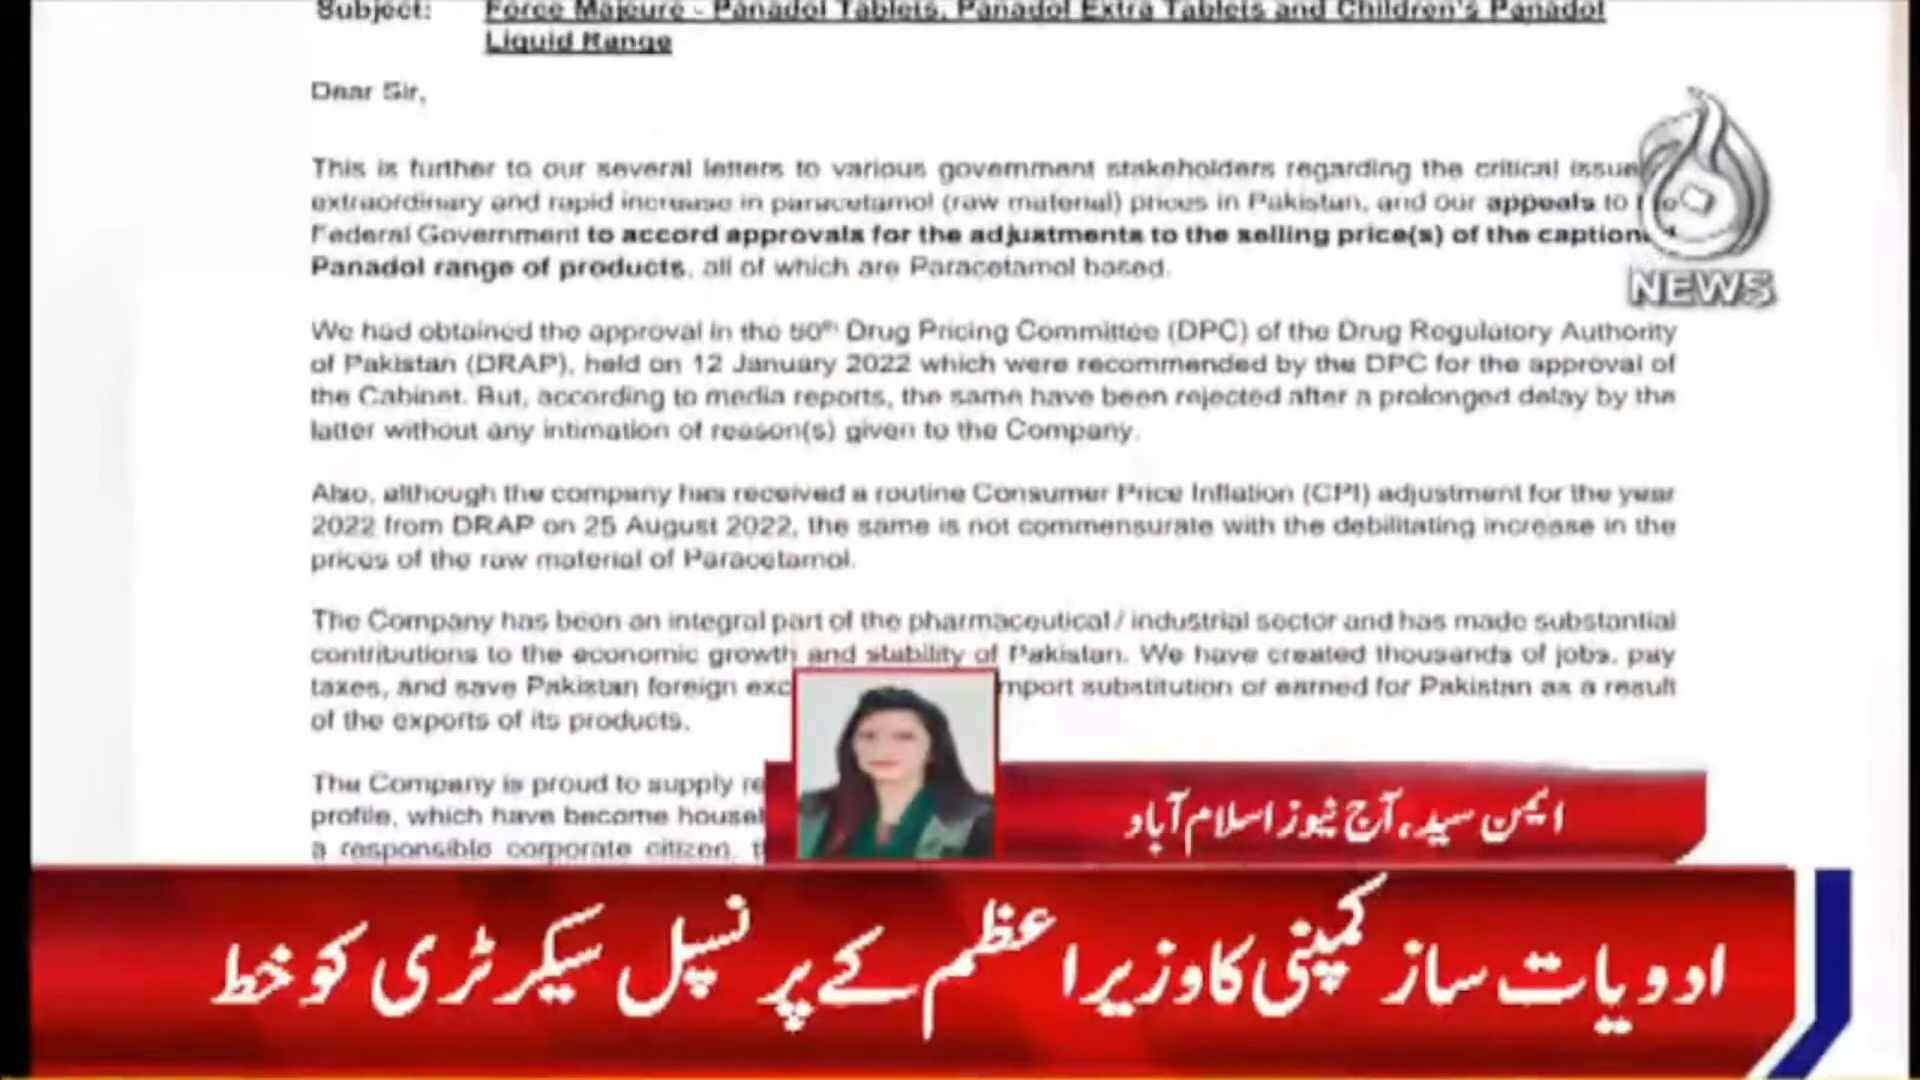 Subject: Force Majeure - Panadol Tablets, Panadol Extra Tablets and Children's Panadol
Liquid Range
Dear Sir,
This is further to our several letters to various government stakeholders regarding the critical issue
extraordinary and rapid increase in paracetamol (raw material) prices in Pakistan, and our appeals to
Federal Government to accord approvals for the adjustments to the selling price(s) of the captioned
Panadol range of products, all of which are Paracetamol based.
We had obtained the approval in the 50th Drug Pricing Committee (DPC) of the Drug Regulatory Authority
of Pakistan (DRAP), held on 12 January 2022 which were recommended by the DPC for the approval of
the Cabinet. But, according to media reports, the same have been rejected after a prolonged delay by the
latter without any intimation of reason(s) given to the Company.
Also, although the company has received a routine Consumer Price Inflation (CPI) adjustment for the year
2022 from DRAP on 25 August 2022, the same is not commensurate with the debilitating increase in the
prices of the raw material of Paracetamol.
The Company has been an integral part of the pharmaceutical / industrial sector and has made substantial
contributions to the economic growth and stability of Pakistan. We have created thousands of jobs, pay
taxes, and save Pakistan foreign exc mport substitution or earned for Pakistan as a result
of the exports of its products.
The Company is proud to supply re
profile, which have become house
a responsible corporate citizen, t
NEWS
ایمن سید، آج نیوز اسلام آباد
ادویات ساز کمپنی کا وزیراعظم کے پرنسپل سیکرٹری کو خط